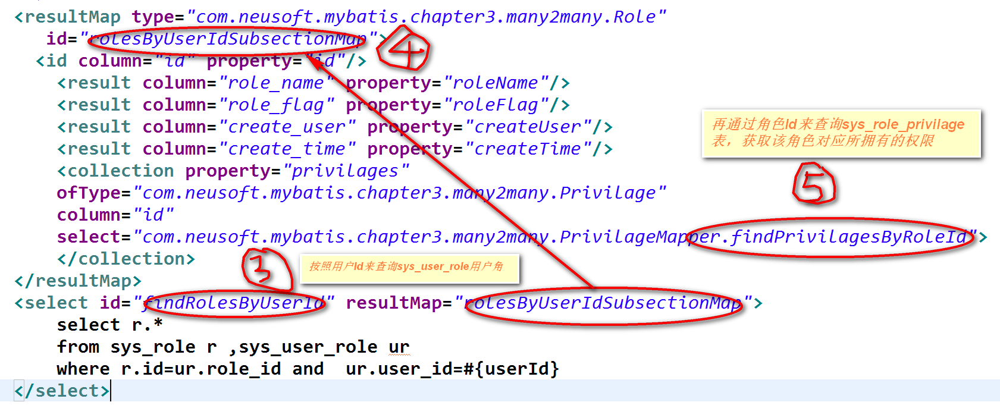 <resultMap type="com.neusoft.mybatis.chapter3.many2many.Role"
id="rolesByUserIdSubsectionMap">
④
<id column="id" property="id"/>
<result column="role_name" property="roleName"/>
<result column="role_flag" property="roleFlag"/>
<result column="create_user" property="createUser"/>
<result column="create_time" property="createTime"/>
再通过角色Id来查询sys_role_privilage
表，获取该角色对应所拥有的权限
⑤
<collection property="privilages"
ofType="com.neusoft.mybatis.chapter3.many2many.Privilage"
column="id"
select="com.neusoft.mybatis.chapter3.many2many.PrivilageMapper.findPrivilagesByRoleId">
</collection>
③
按照用户Id来查询sys_user_role用户角
</resultMap>
<select id="findRolesByUserId" resultMap="rolesByUserIdSubsectionMap">
select r.*
from sys_role r ,sys_user_role ur
where r.id=ur.role_id and  ur.user_id=#{userId}
</select>